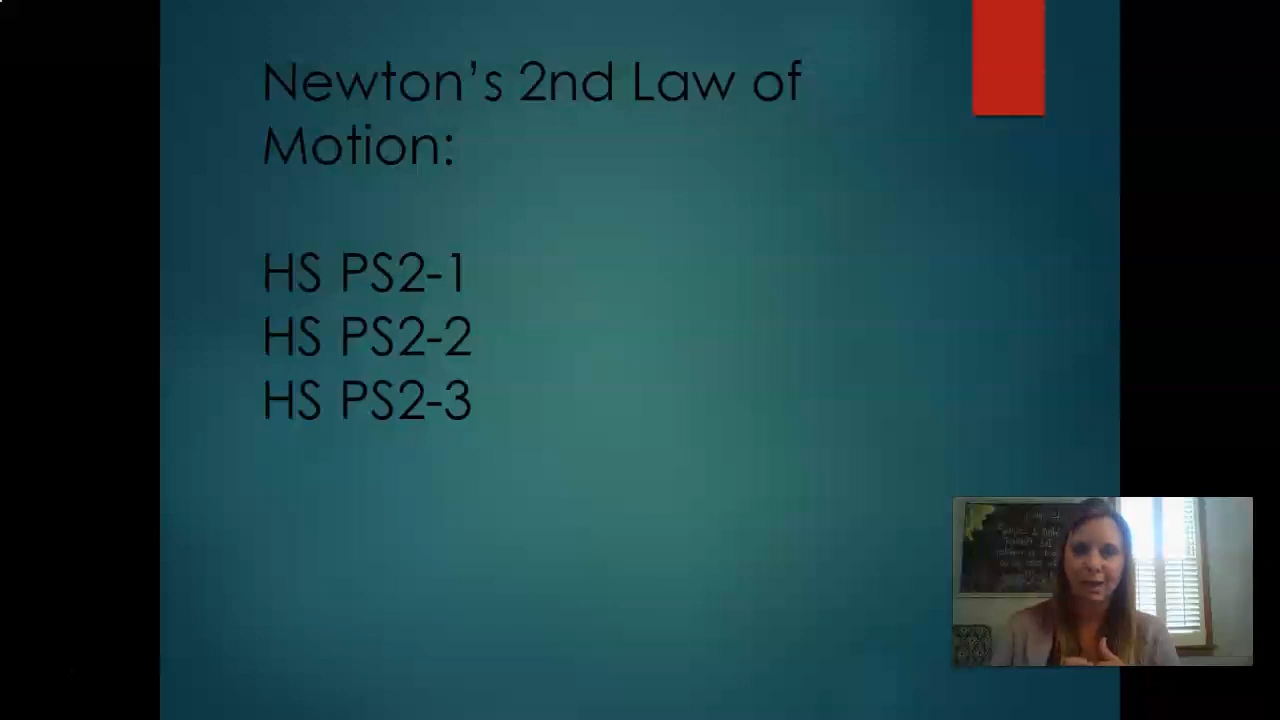 Newton’s 2nd Law of
Motion:
HS PS2-1
HS PS2-2
HS PS2-3